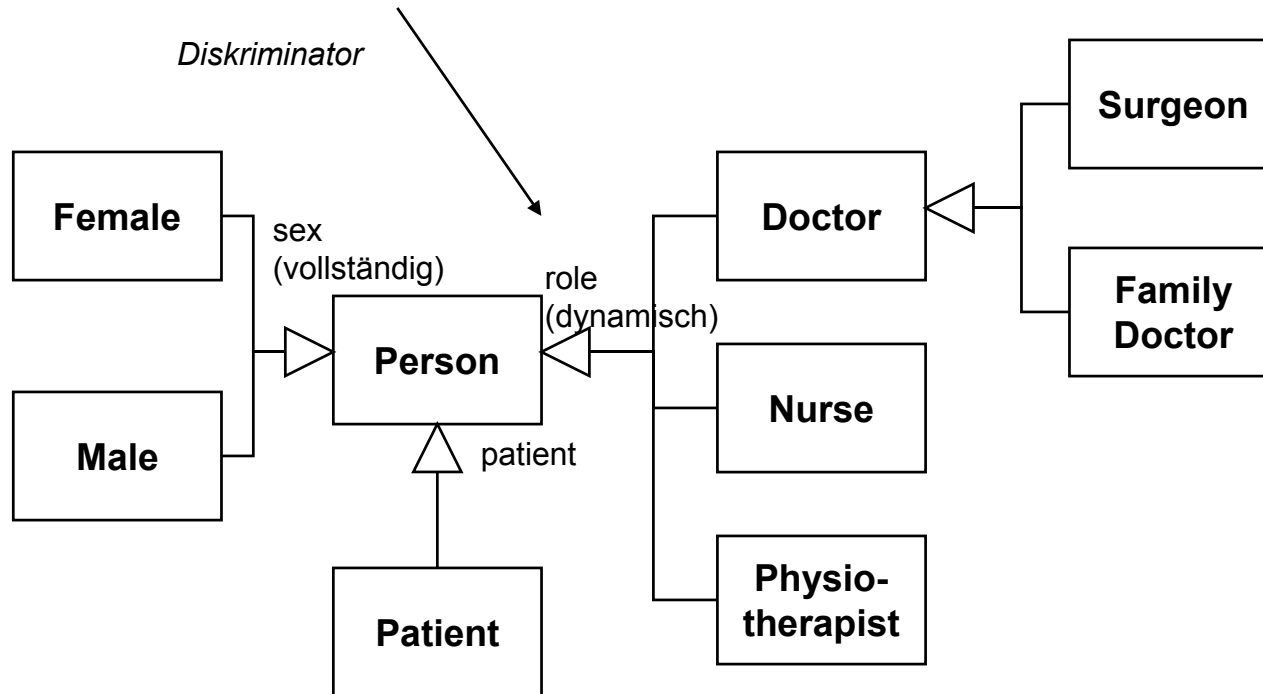 Diskriminator
Surgeon
Female
sex
(vollständig)
Doctor
role
(dynamisch)
Family
Doctor
Person
Male
patient
Nurse
Patient
Physio-
therapist